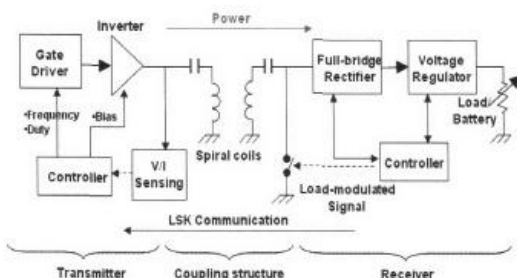 Power
Inverter
Gate
Driver
Full-bridge
Rectifier
Voltage
Regulator
Load/
Battery
•Frequency
•Duty
•Bias
Controller
V/I
Sensing
Spiral coils
Controller
Load-modulated
Signal
LSK Communication
Transmitter
Coupling structure
Receiver